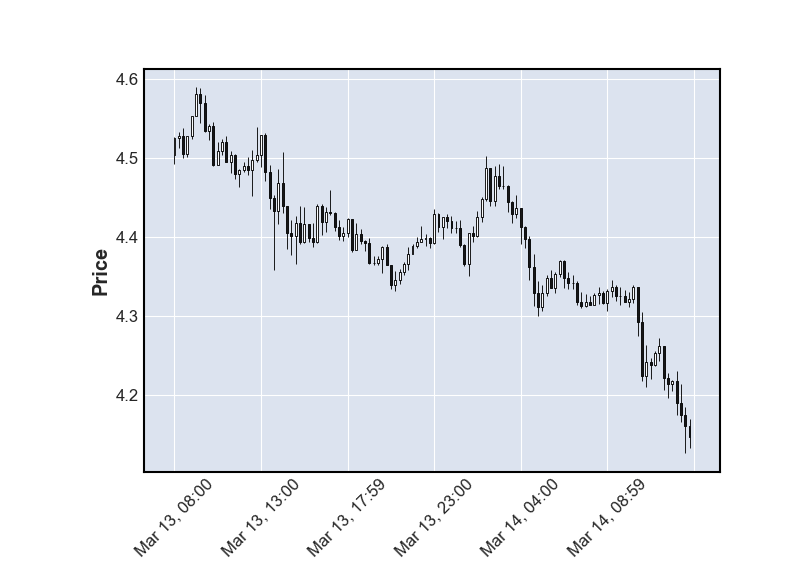 4.6
4.5
4.4
4.3
4.2
Price
Mar 13, 08:00
Mar 13, 13:00
Mar 13, 17:59
Mar 13, 23:00
Mar 14, 04:00
Mar 14, 08:59